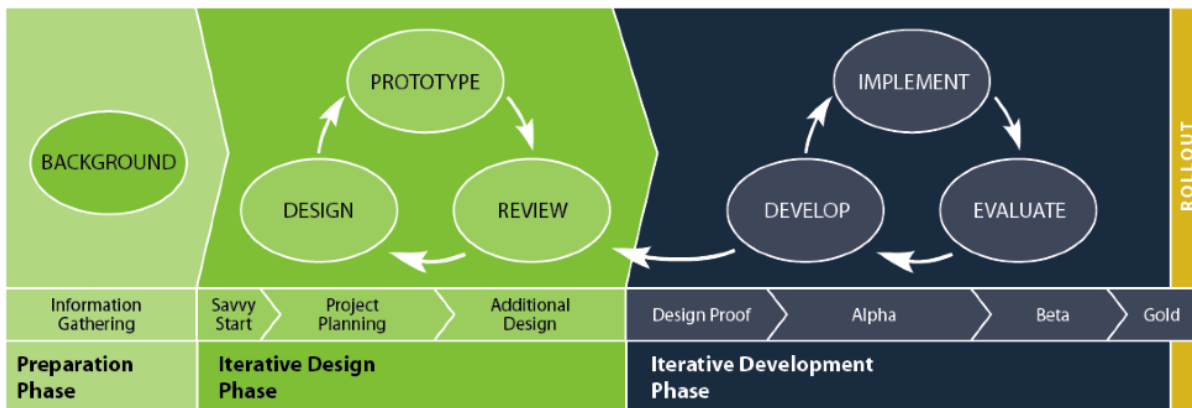 PROTOTYPE
IMPLEMENT
BACKGROUND
DESIGN
REVIEW
DEVELOP
EVALUATE
ROLLOUT
Information
Gathering
Savvy
Start
Project
Planning
Additional
Design
Design Proof
Alpha
Beta
Gold
Preparation
Phase
Iterative Design
Phase
Iterative Development
Phase